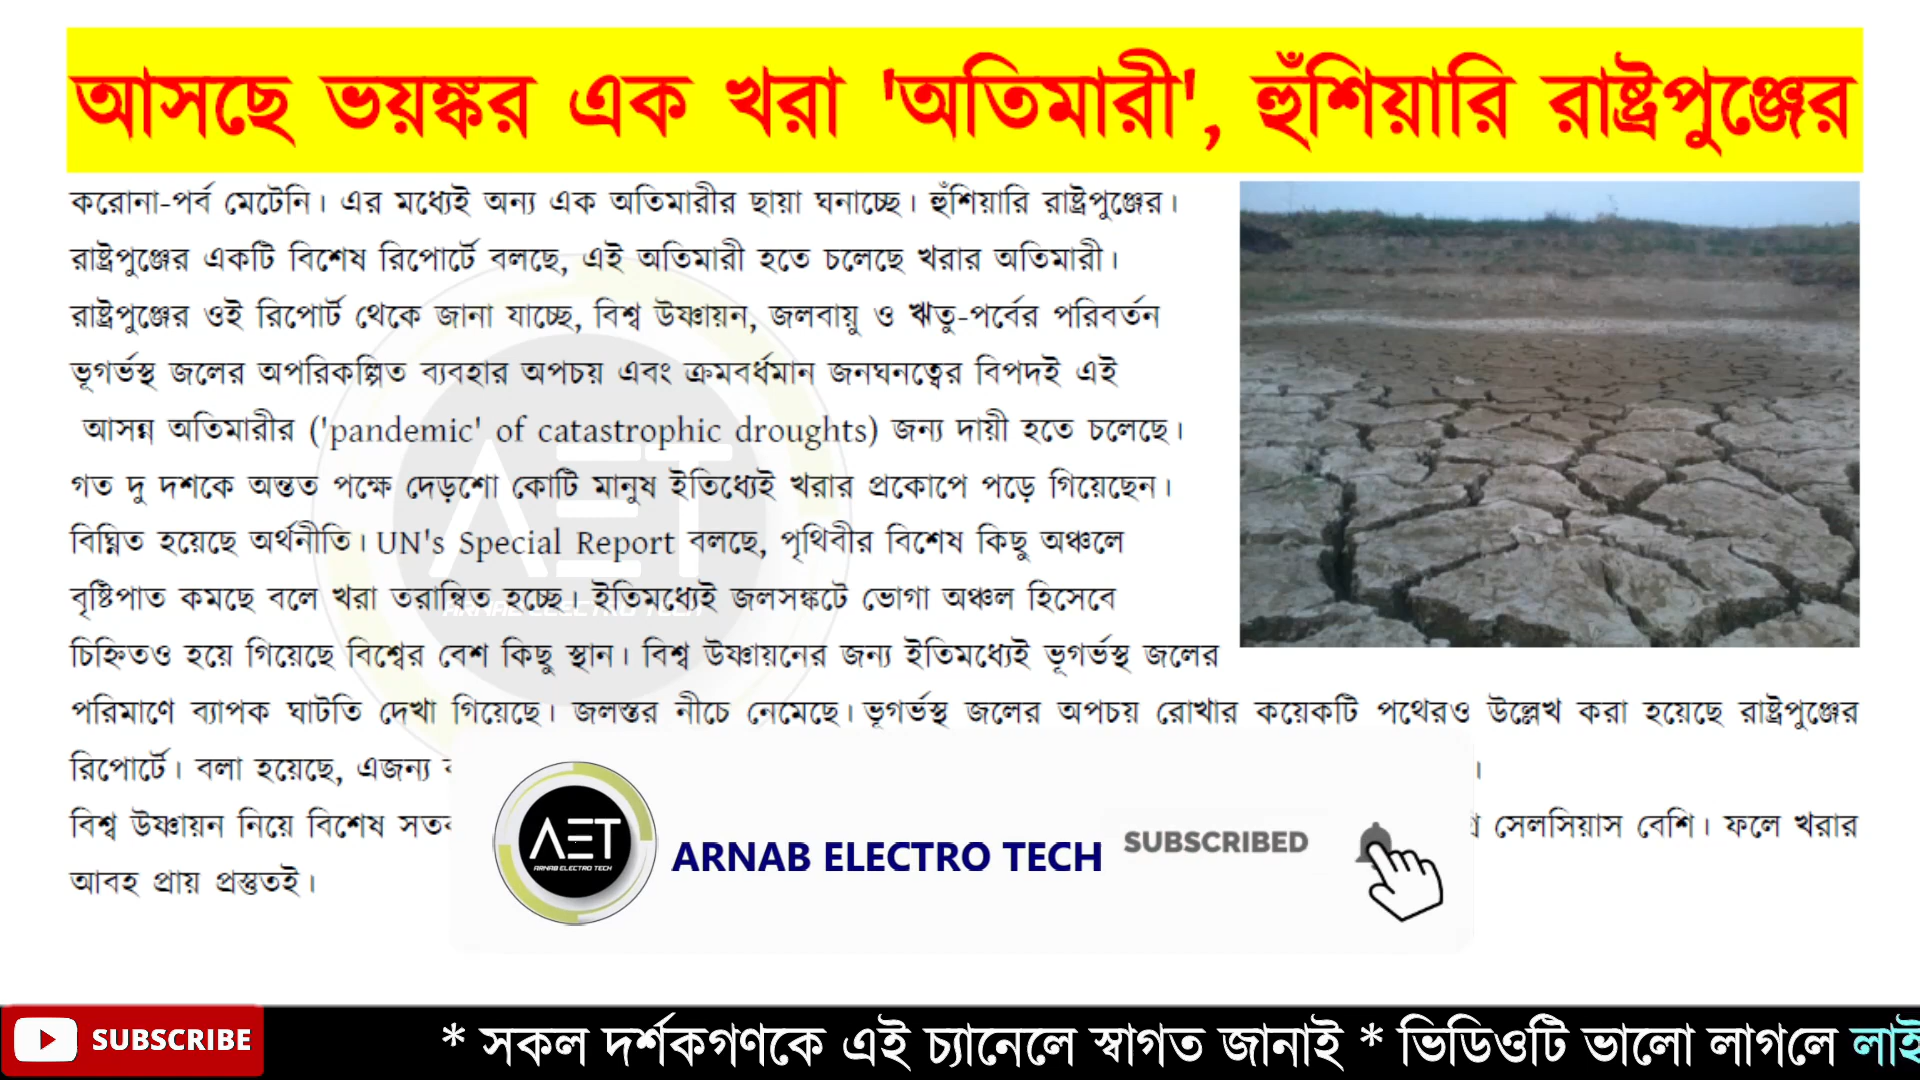 আসছে ভয়ঙ্কর এক খরা 'অতিমারী', হুঁশিয়ারি রাষ্ট্রপুঞ্জের
করোনা-পর্ব মেটেনি। এর মধ্যেই অন্য এক অতিমারীর ছায়া ঘনাচ্ছে। হুঁশিয়ারি রাষ্ট্রপুঞ্জের।
রাষ্ট্রপুঞ্জের একটি বিশেষ রিপোর্টে বলছে, এই অতিমারী হতে চলেছে খরার অতিমারী।
রাষ্ট্রপুঞ্জের ওই রিপোর্ট থেকে জানা যাচ্ছে, বিশ্ব উষ্ণায়ন, জলবায়ু ও ঋতু-পর্বের পরিবর্তন
ভূগর্ভস্থ জলের অপরিকল্পিত ব্যবহার অপচয় এবং ক্রমবর্ধমান জনঘনত্বের বিপদই এই
আসন্ন অতিমারীর ('pandemic' of catastrophic droughts) জন্য দায়ী হতে চলেছে।
গত দু দশকে অন্তত পক্ষে দেড়শো কোটি মানুষ ইতিধ্যেই খরার প্রকোপে পড়ে গিয়েছেন।
বিঘ্নিত হয়েছে অর্থনীতি। UN's Special Report বলছে, পৃথিবীর বিশেষ কিছু অঞ্চলে
বৃষ্টিপাত কমছে বলে খরা তরান্বিত হচ্ছে। ইতিমধ্যেই জলসঙ্কটে ভোগা অঞ্চল হিসেবে
চিহ্নিতও হয়ে গিয়েছে বিশ্বের বেশ কিছু স্থান। বিশ্ব উষ্ণায়নের জন্য ইতিমধ্যেই ভূগর্ভস্থ জলের
পরিমাণে ব্যাপক ঘাটতি দেখা গিয়েছে। জলস্তর নীচে নেমেছে। ভূগর্ভস্থ জলের অপচয় রোখার কয়েকটি পথেরও উল্লেখ করা হয়েছে রাষ্ট্রপুঞ্জের
রিপোর্টে। বলা হয়েছে, এজন্য
বিশ্ব উষ্ণায়ন নিয়ে বিশেষ সেলসিয়াস বেশি। ফলে খরার
আবহ প্রায় প্রস্তুতই।
AET
ARNAB ELECTRO TECH
ARNAB ELECTRO TECH
SUBSCRIBED
SUBSCRIBE
* সকল দর্শকগণকে এই চ্যানেলে স্বাগত জানাই * ভিডিওটি ভালো লাগলে